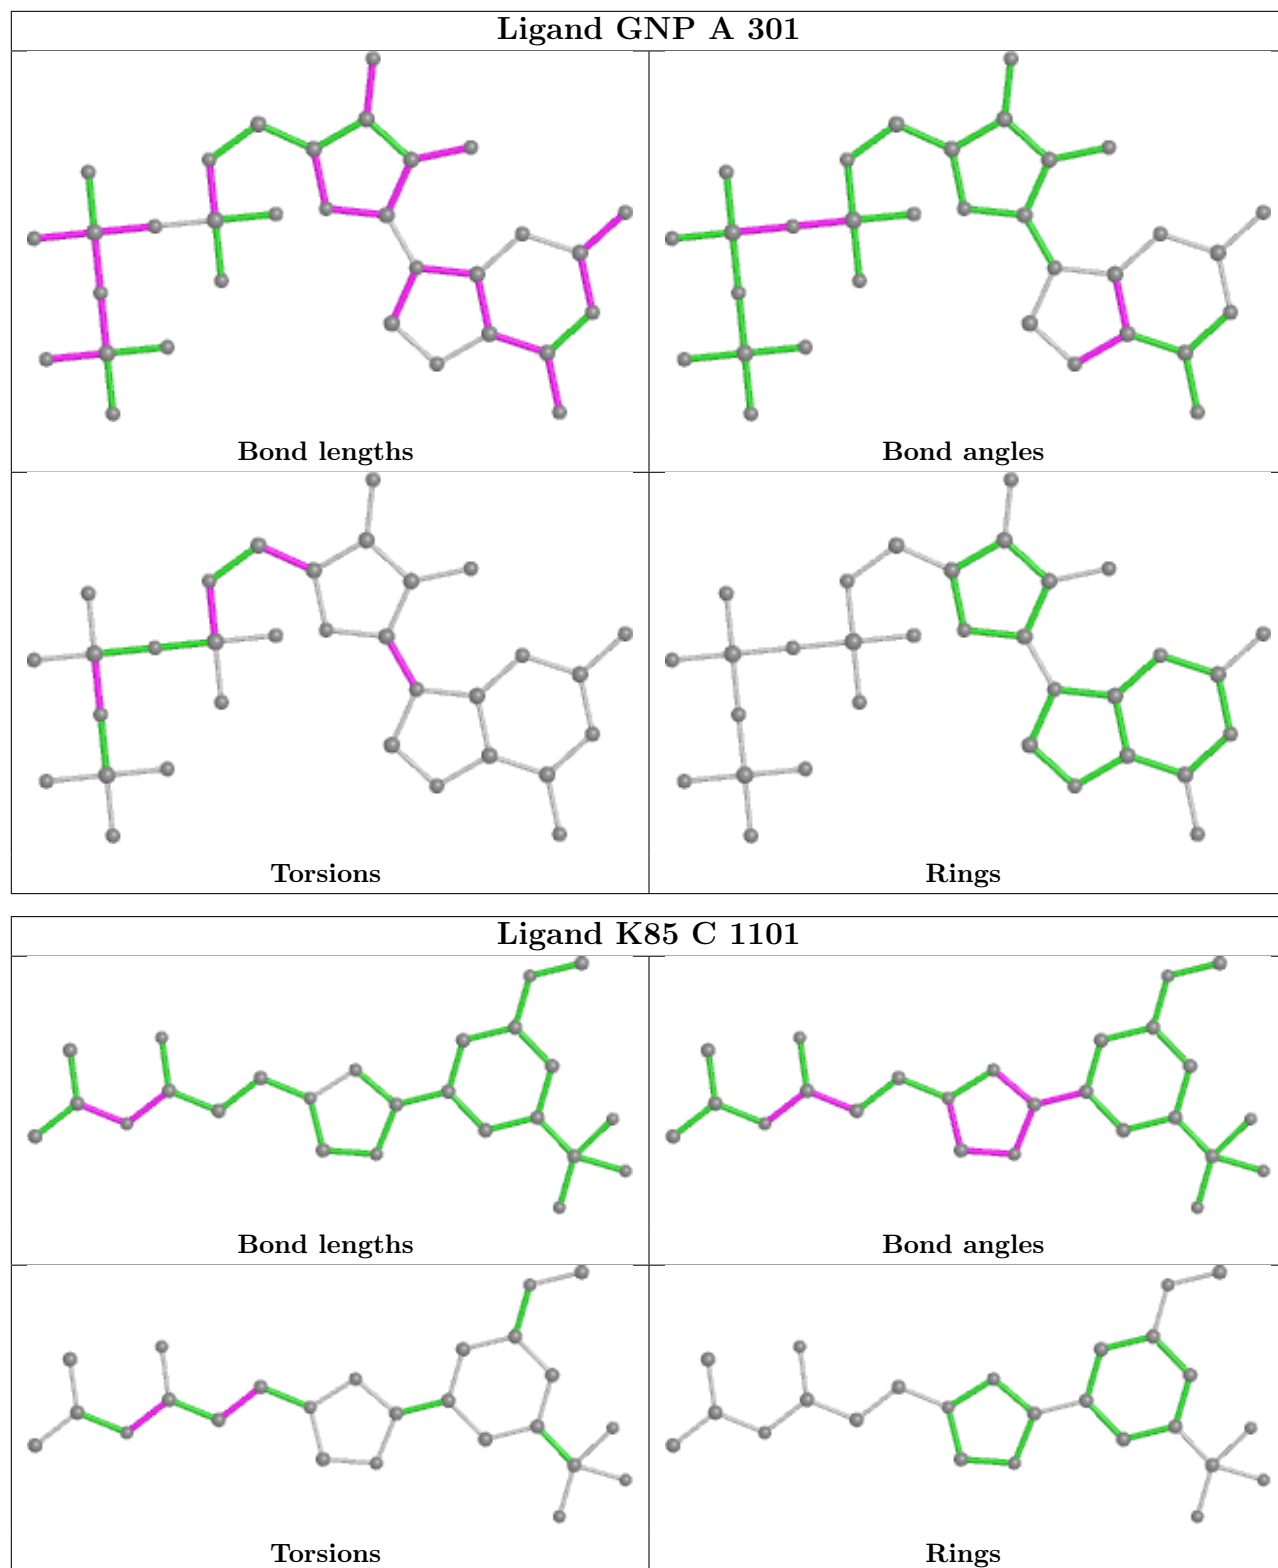 Ligand GNP A 301
Bond lengths
Bond angles
Torsions
Rings
Ligand K85 C 1101
Bond lengths
Bond angles
Torsions
Rings